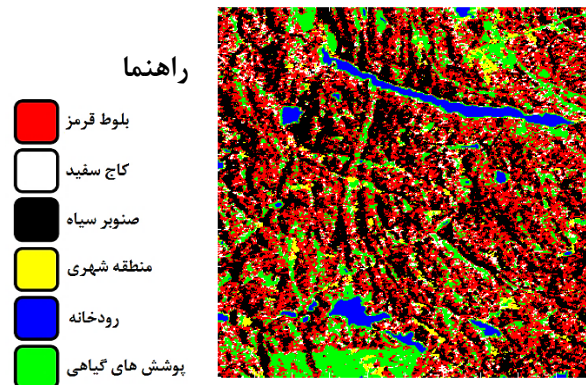 راهنما
بلوط قرمز
کاج سفید
صنوبر سیاه
منطقه شهری
رودخانه
پوشش های گیاهی